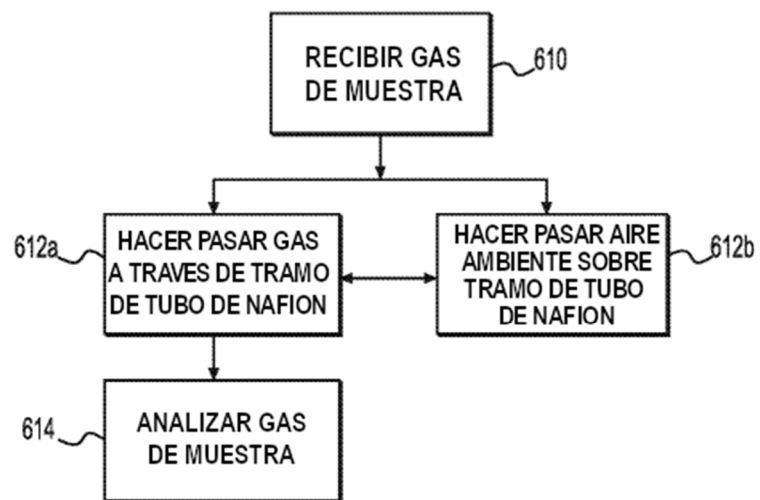 RECIBIR GAS
DE MUESTRA
610
612a
HACER PASAR GAS
A TRAVES DE TRAMO
DE TUBO DE NAFION
HACER PASAR AIRE
AMBIENTE SOBRE
TRAMO DE TUBO
DE NAFION
612b
614
ANALIZAR GAS
DE MUESTRA